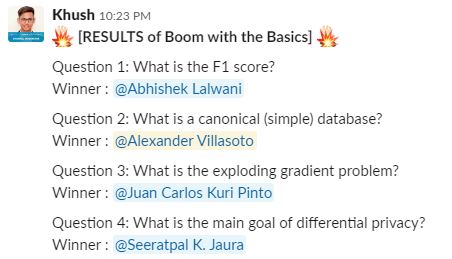 Khush 10:23 PM
[RESULTS of Boom with the Basics]
Question 1: What is the F1 score?
Winner : @Abhishek Lalwani
Question 2: What is a canonical (simple) database?
Winner : @Alexander Villasoto
Question 3: What is the exploding gradient problem?
Winner : @Juan Carlos Kuri Pinto
Question 4: What is the main goal of differential privacy?
Winner : @Seeratpal K. Jaura